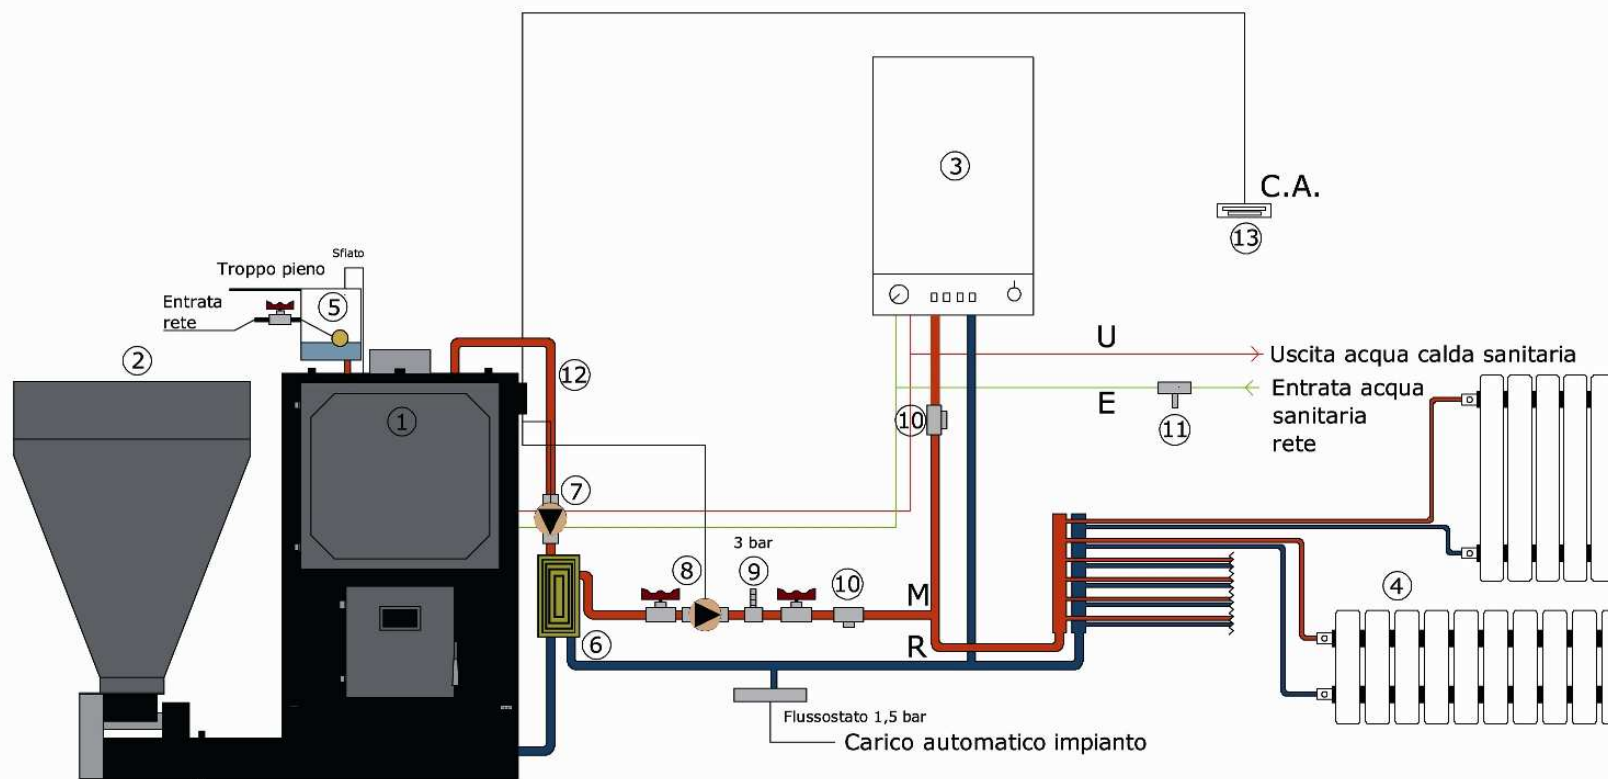 C.A.
13
3
Sfiato
Troppo pieno
5
Entrata
rete
2
12
U
Uscita acqua calda sanitaria
1
10
E
11
Entrata acqua
sanitaria
rete
7
3 bar
8
9
10
M
4
6
R
Flussostato 1,5 bar
Carico automatico impianto